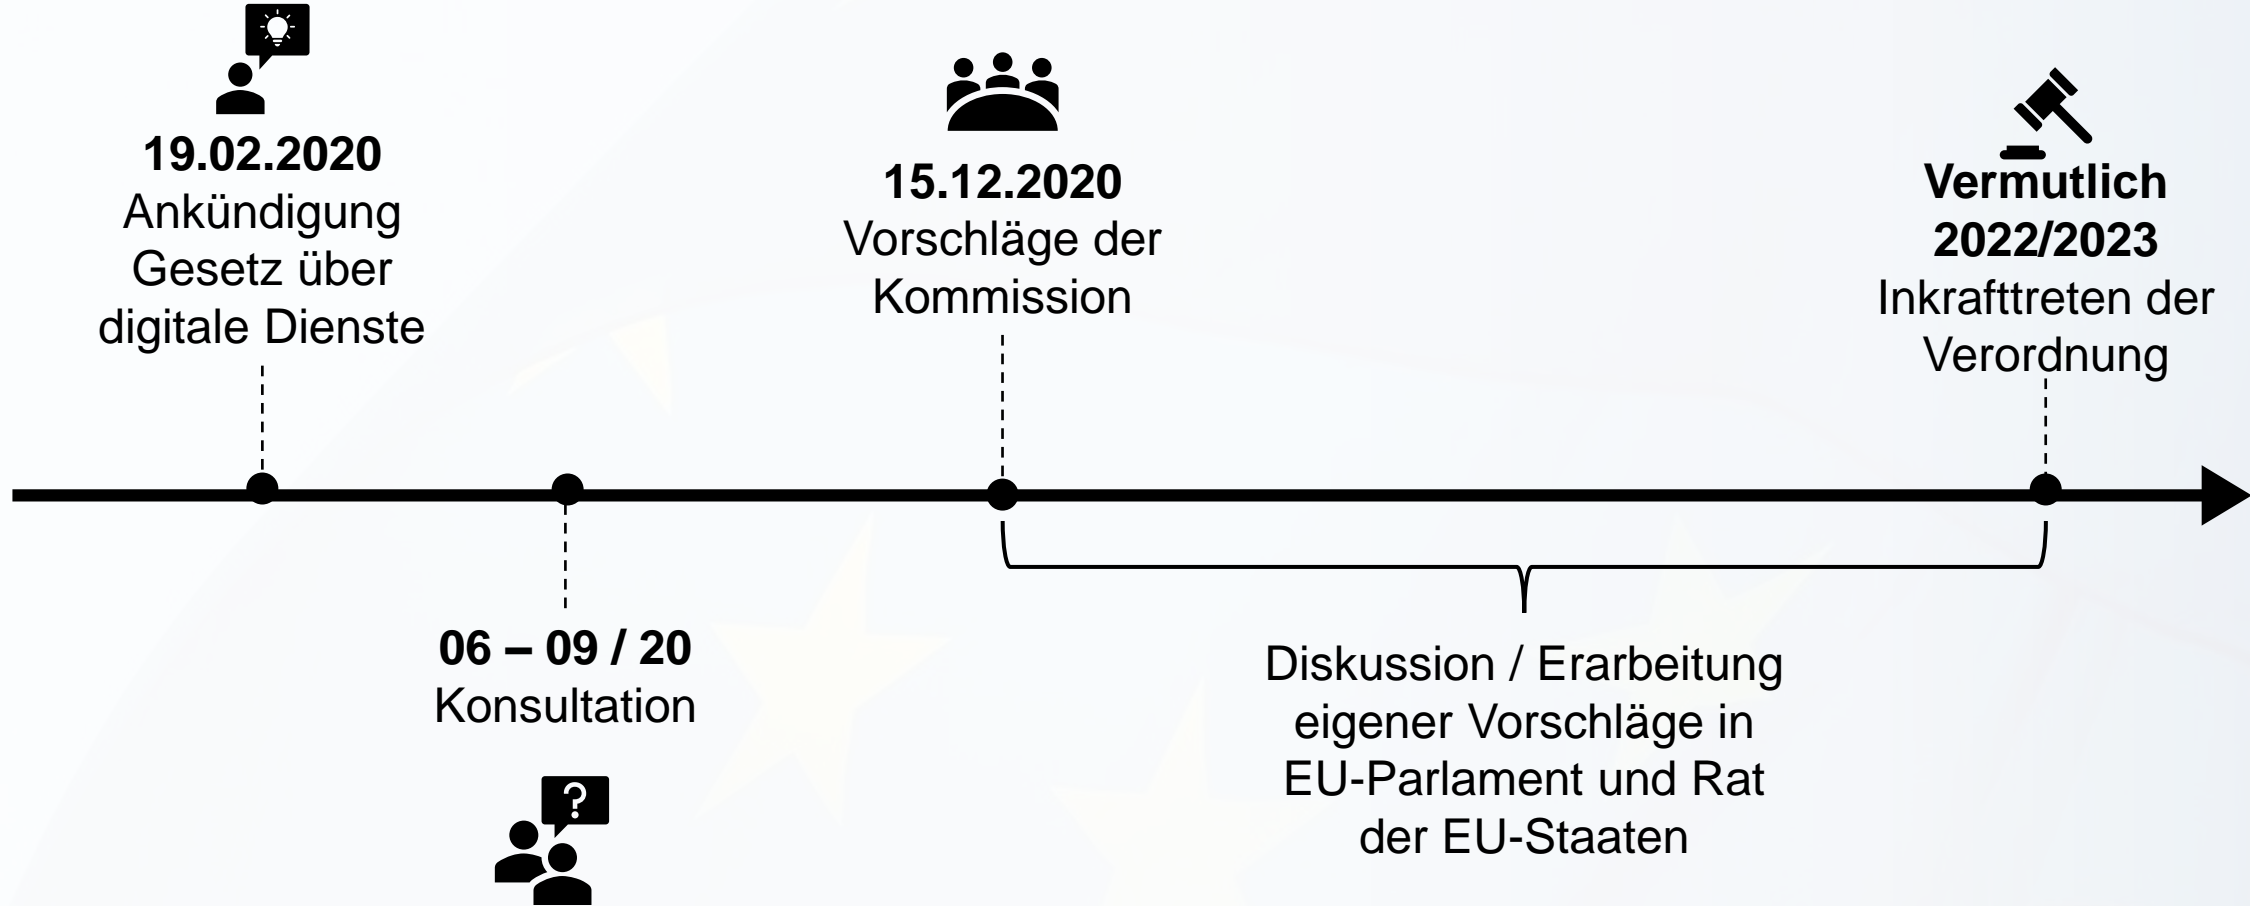 19.02.2020
Ankündigung
Gesetz über
digitale Dienste
06 – 09 / 20
Konsultation
?
15.12.2020
Vorschläge der
Kommission
Diskussion / Erarbeitung
eigener Vorschläge in
EU-Parlament und Rat
der EU-Staaten
Vermutlich
2022/2023
Inkrafttreten der
Verordnung